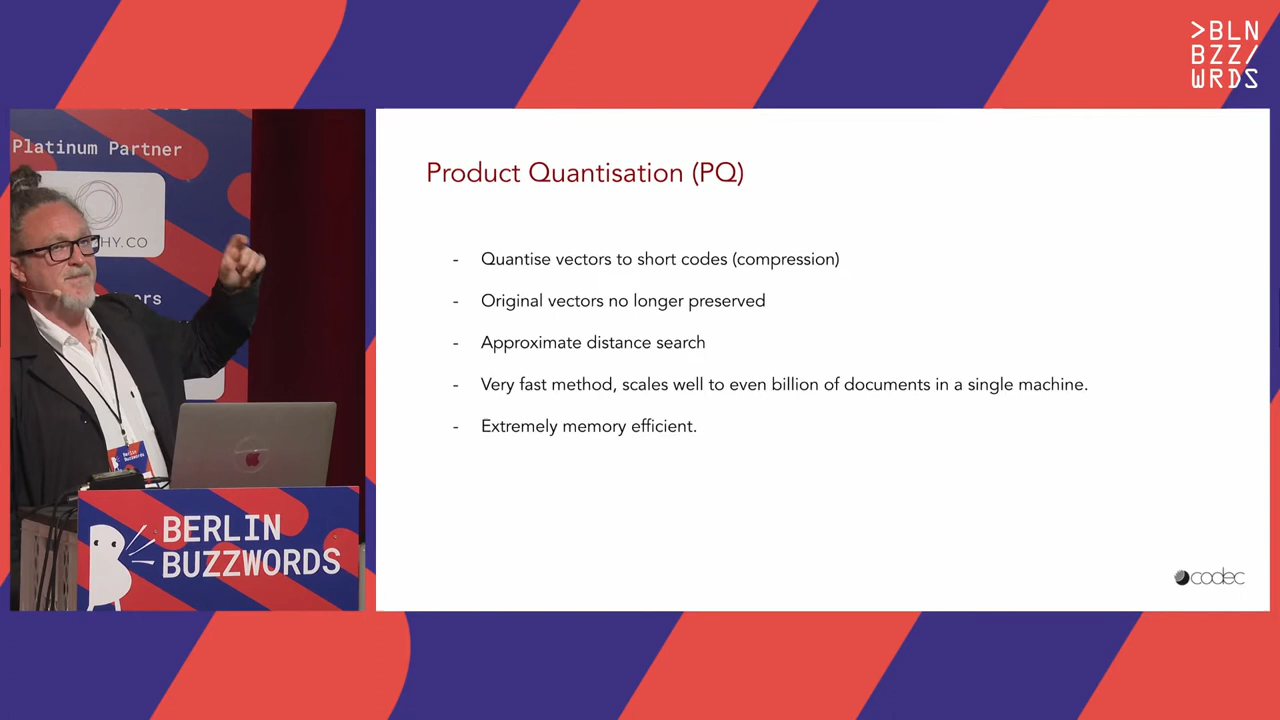 >BLN
BZZ/
WRDS
Platinum Partner
HY.CO
Product Quantisation (PQ)
- Quantise vectors to short codes (compression)
- Original vectors no longer preserved
- Approximate distance search
- Very fast method, scales well to even billion of documents in a single machine.
- Extremely memory efficient.
Berlin
Buzzwords
BERLIN
BUZZWORDS
codec